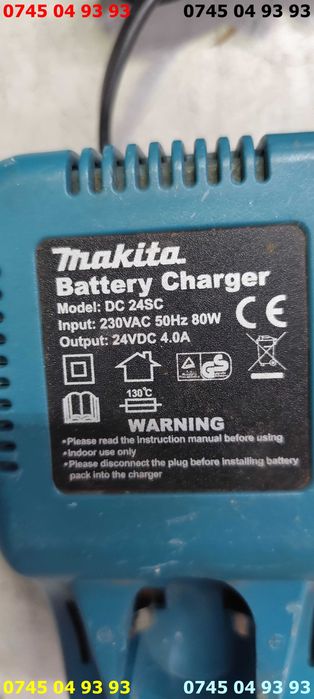 0745 04 93 93 0745 04 93 93
makita
Battery Charger
Model: DC 24SC
Input: 230VAC 50Hz 80W
Output: 24VDC 4.0A
CE
GS
130°C
WARNING
•Please read the instruction manual before using
•Indoor use only
•Please disconnect the plug before installing battery
pack into the charger
0745 04 93 93 0745 04 93 93